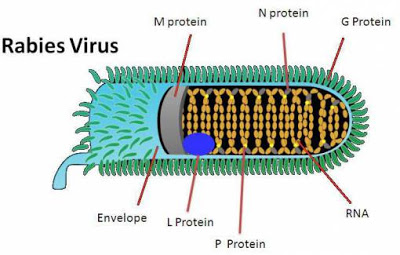 M protein
N protein
G Protein
Rabies Virus
Envelope
L Protein
P Protein
RNA